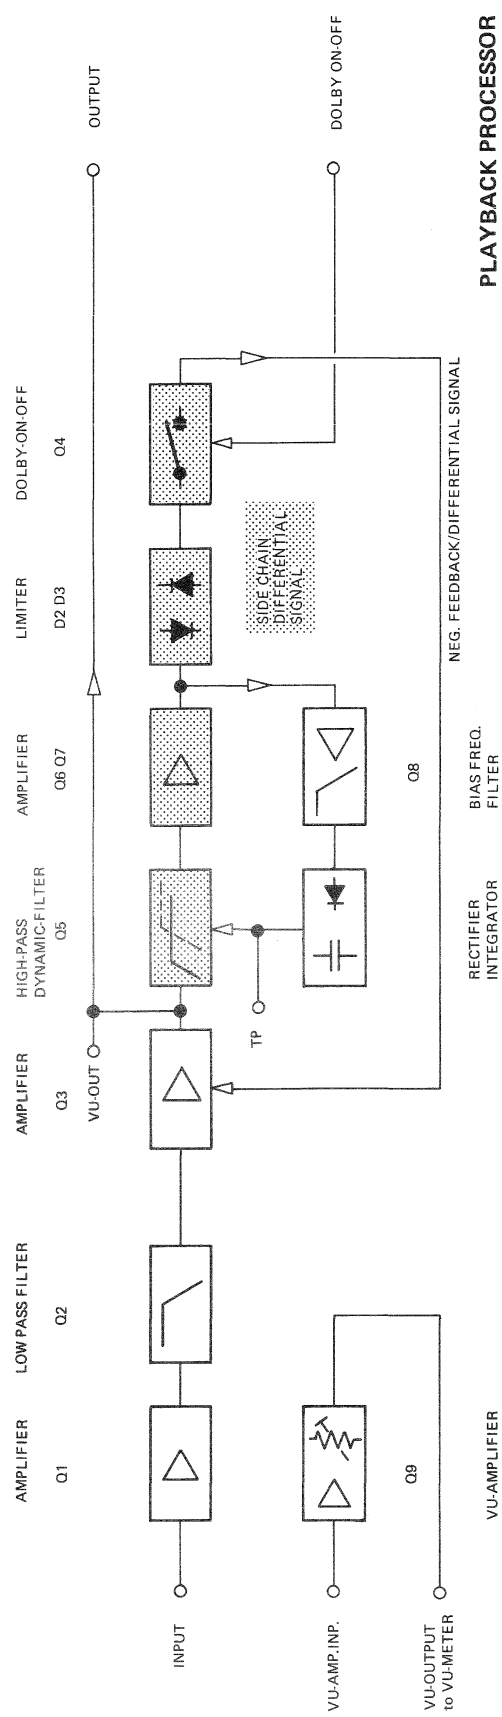 AMPLIFIER
LOW PASS FILTER
AMPLIFIER
HIGH-PASS
DYNAMIC-FILTER
AMPLIFIER
LIMITER
DOLBY-ON-OFF
Q1
Q2
Q3
Q5
Q6 Q7
D2 D3
Q4
VU-OUT
OUTPUT
INPUT
TP
SIDE CHAIN
DIFFERENTIAL
SIGNAL
VU-AMP.INP.
DOLBY ON-OFF
Q9
Q8
VU-OUTPUT
to VU-METER
NEG. FEEDBACK/DIFFERENTIAL SIGNAL
VU-AMPLIFIER
RECTIFIER
INTEGRATOR
BIAS FREQ.
FILTER
PLAYBACK PROCESSOR